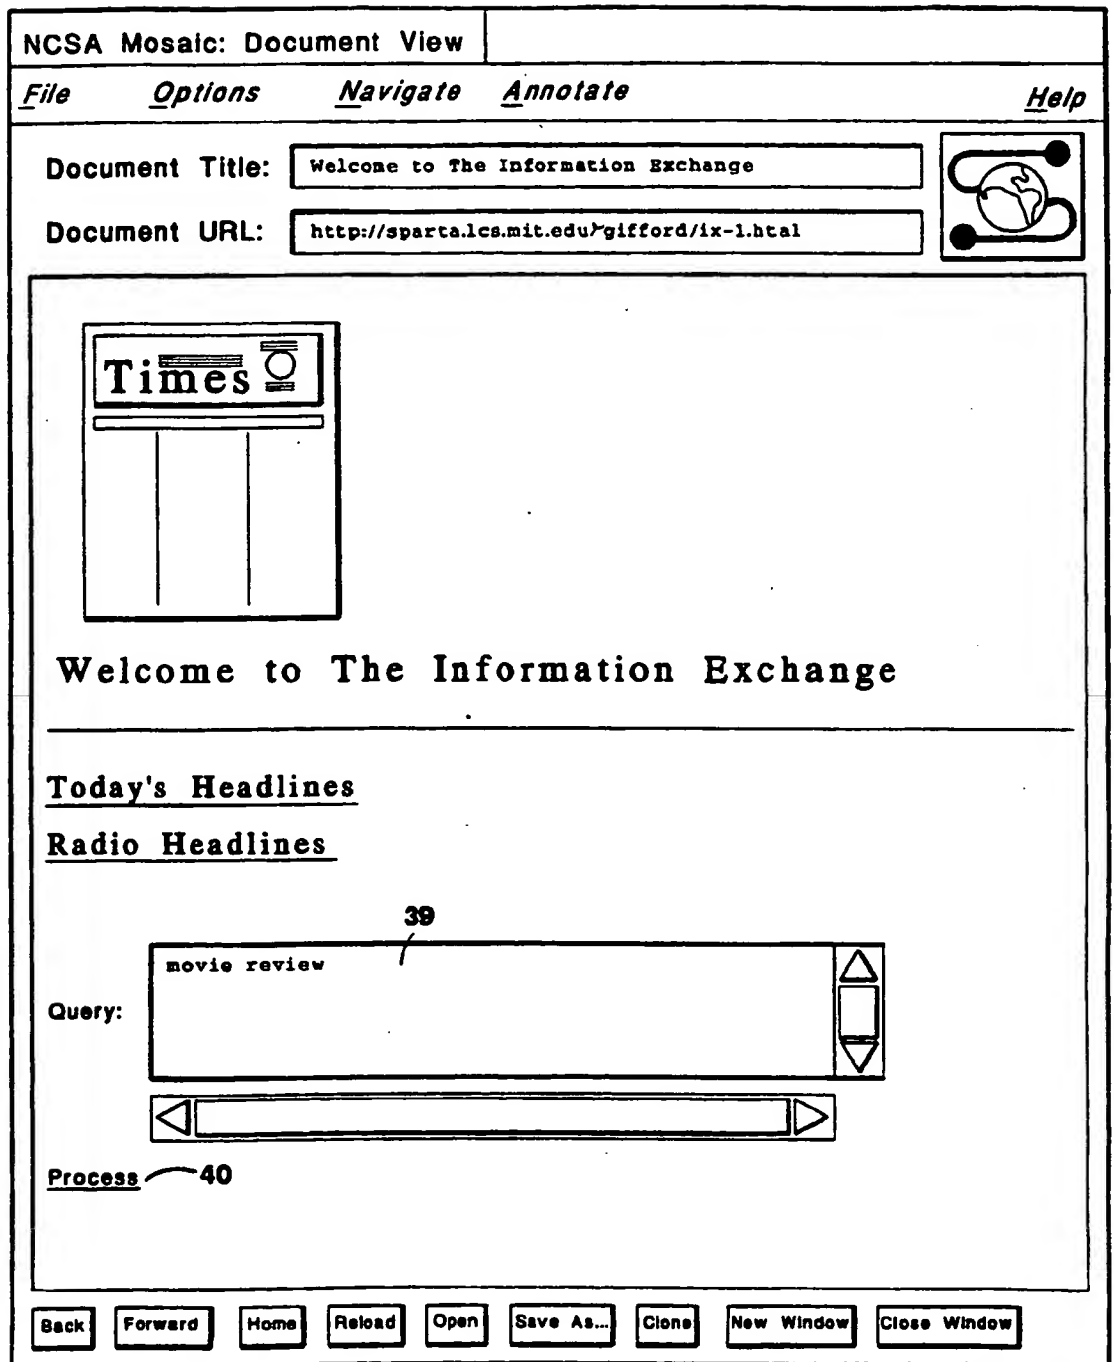 NCSA Mosaic: Document View
File Options Navigate Annotate Help
Document Title: Welcome to The Information Exchange
Document URL: http://sparta.lcs.mit.edu/~gifford/ix-1.html
Times
Welcome to The Information Exchange
Today's Headlines
Radio Headlines
39
movie review
Query:
Process 40
Back Forward Home Reload Open Save As... Clone New Window Close Window